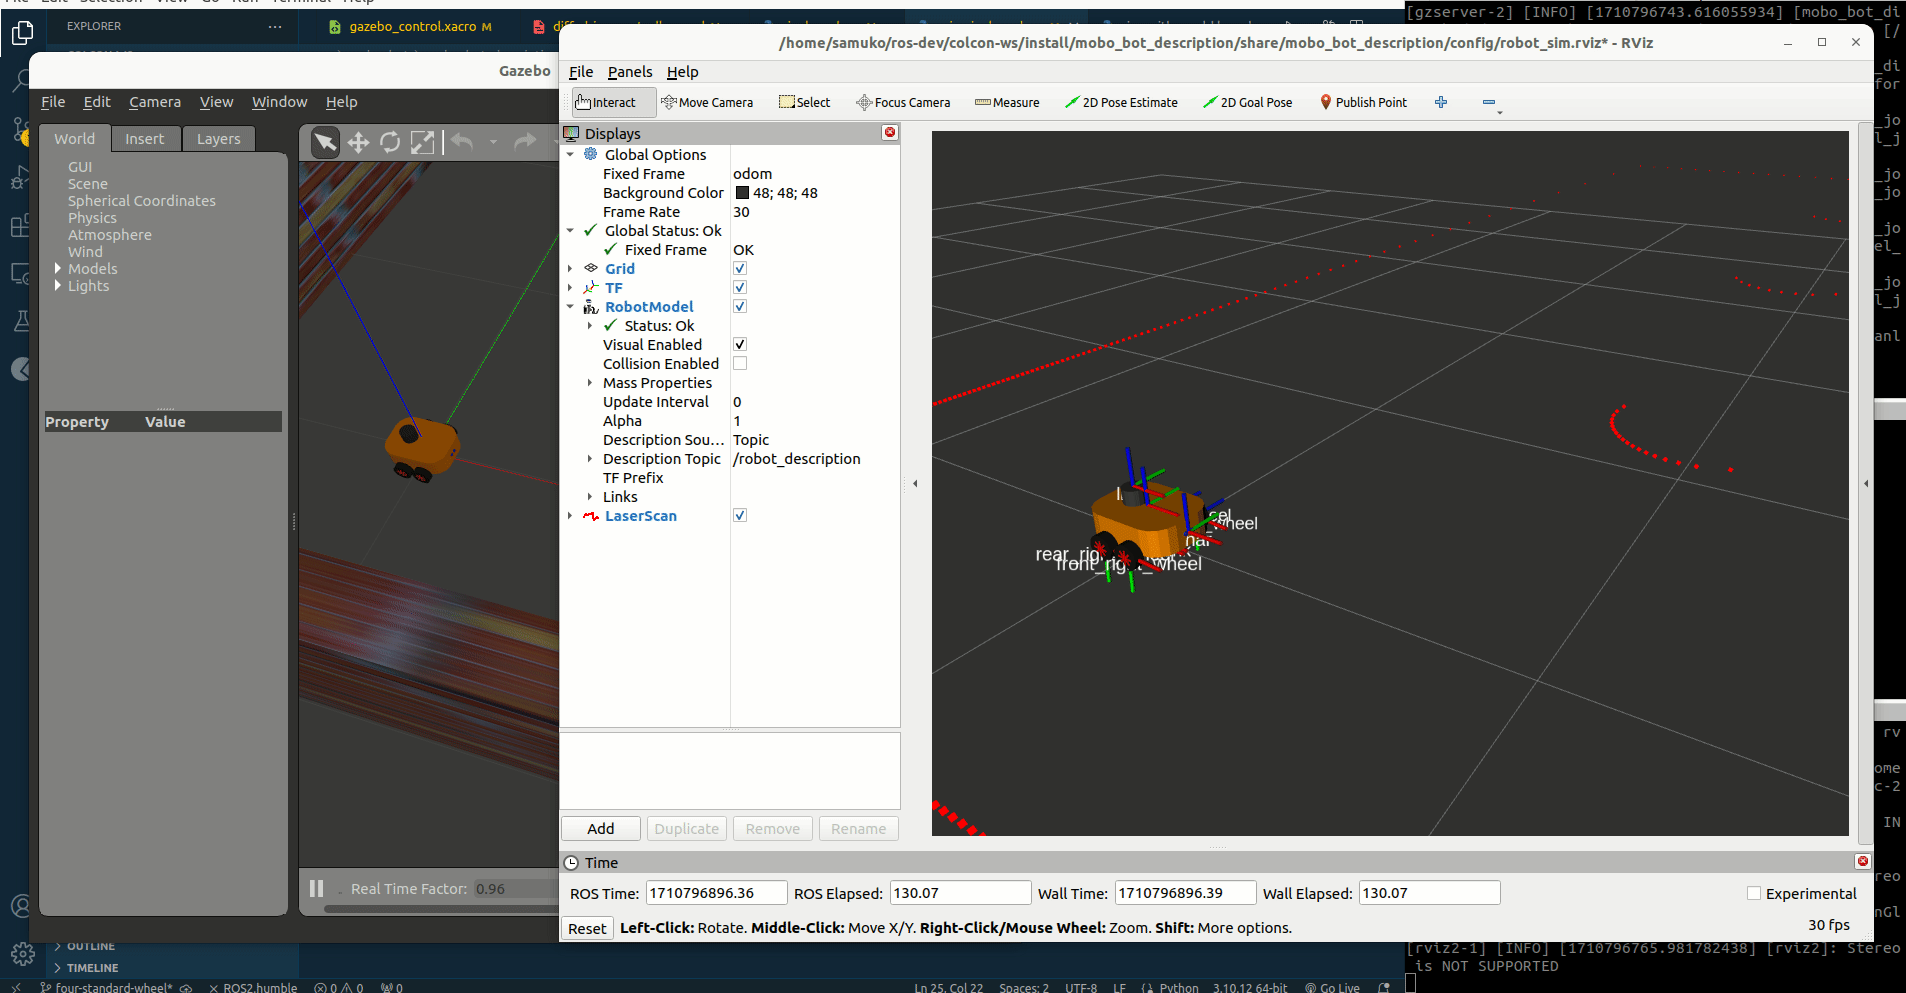 File Edit Selection View Go Run Terminal Help
EXPLORER
gazebo_control.xacro M
/home/samuko/ros-dev/colcon-ws/install/mobo_bot_description/share/mobo_bot_description/config/robot_sim.rviz* - RViz
[gzserver-2] [INFO] [1710796743.616055934] [mobo_bot_di
Gazebo
File Edit Camera View Window Help
World Insert Layers
GUI
Scene
Spherical Coordinates
Physics
Atmosphere
Wind
Models
Lights
Property Value
Real Time Factor: 0.96
File Panels Help
Interact Move Camera Select Focus Camera Measure 2D Pose Estimate 2D Goal Pose Publish Point
Displays
Global Options
Fixed Frame odom
Background Color 48; 48; 48
Frame Rate 30
Global Status: Ok
Fixed Frame OK
Grid
TF
RobotModel
Status: Ok
Visual Enabled
Collision Enabled
Mass Properties
Update Interval 0
Alpha 1
Description Sou... Topic
Description Topic /robot_description
TF Prefix
Links
LaserScan
Add Duplicate Remove Rename
front_right_wheel
Time
ROS Time: 1710796896.36 ROS Elapsed: 130.07 Wall Time: 1710796896.39 Wall Elapsed: 130.07 Experimental
Reset Left-Click: Rotate. Middle-Click: Move X/Y. Right-Click/Mouse Wheel: Zoom. Shift: More options. 30 fps
OUTLINE
TIMELINE
[rviz2-1] [INFO] [1710796765.981782438] [rviz2]: Stereo
is NOT SUPPORTED
four-standard-wheel* ROS2.humble 0 0 0 Ln 25, Col 22 Spaces: 2 UTF-8 LF Python 3.10.12 64-bit Go Live